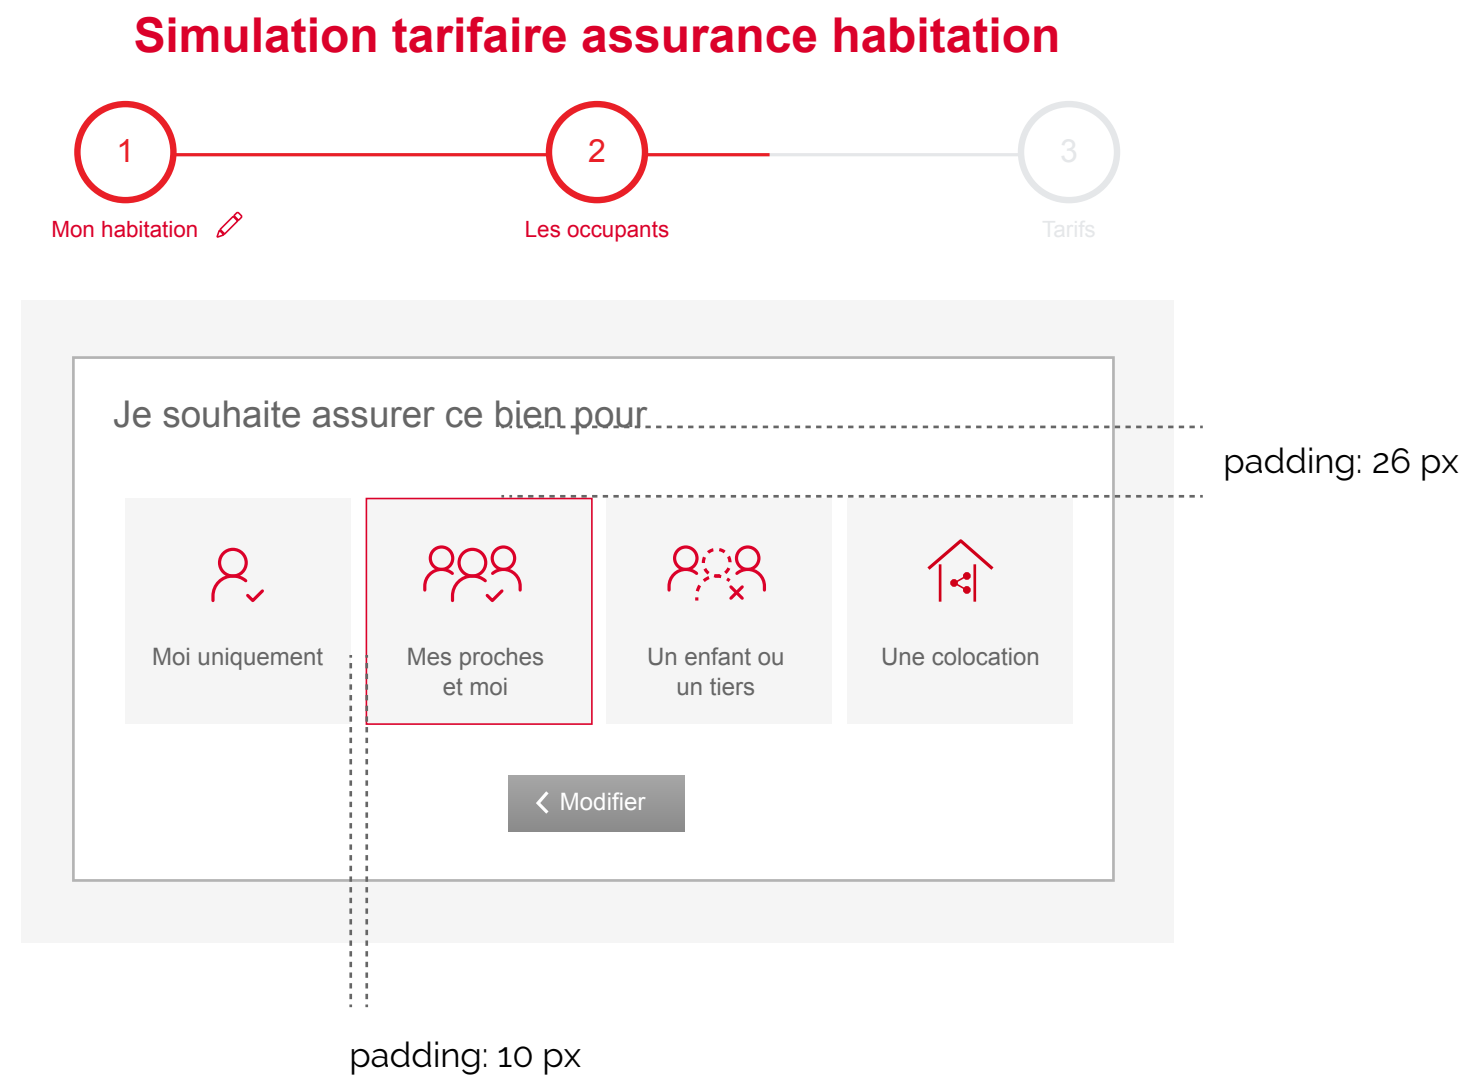 Simulation tarifaire assurance habitation
1
2
3
Mon habitation
Les occupants
Tarifs
Je souhaite assurer ce bien pour
padding: 26 px
Moi uniquement
Mes proches
et moi
Un enfant ou
un tiers
Une colocation
Modifier
padding: 10 px